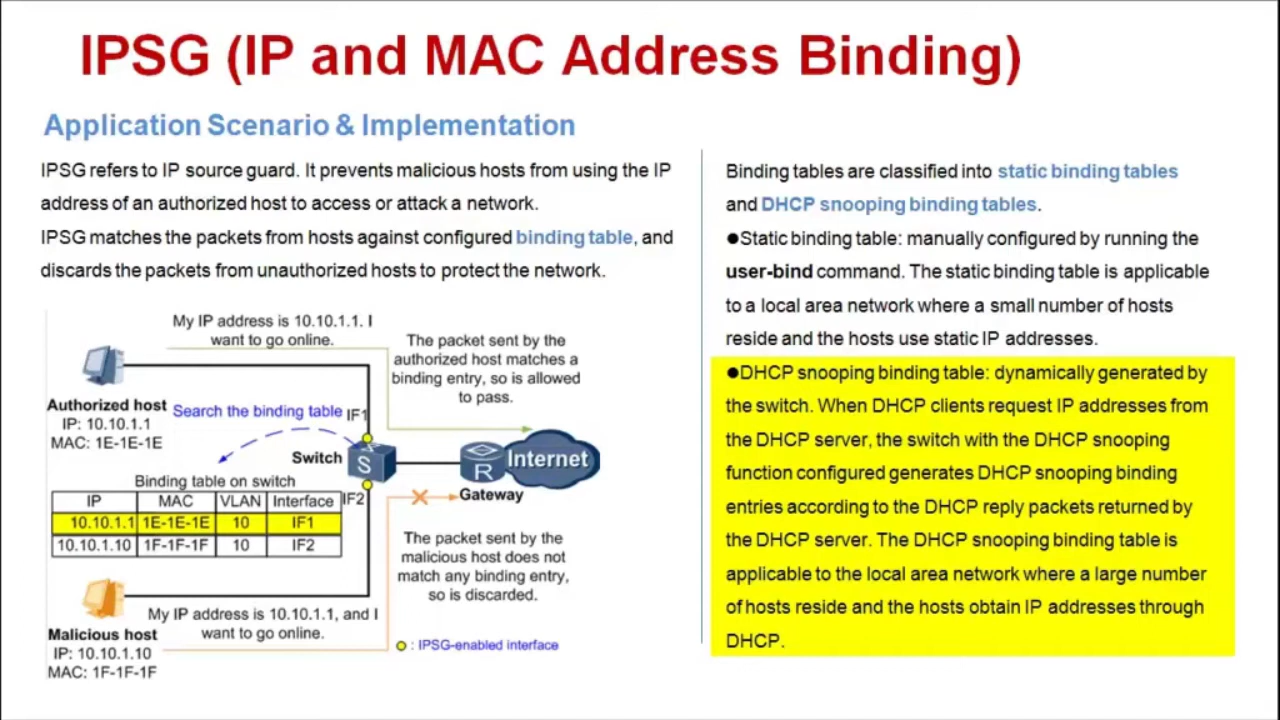 IPSG (IP and MAC Address Binding)
Application Scenario & Implementation
IPSG refers to IP source guard. It prevents malicious hosts from using the IP
address of an authorized host to access or attack a network.
IPSG matches the packets from hosts against configured binding table, and
discards the packets from unauthorized hosts to protect the network.
My IP address is 10.10.1.1. I
want to go online.
The packet sent by the
authorized host matches a
binding entry, so is allowed
to pass.
Authorized host
IP: 10.10.1.1
MAC: 1E-1E-1E
Search the binding table
IF1
Switch
S
R
Internet
Gateway
Binding table on switch
IF2
IP MAC VLAN Interface
10.10.1.1 1E-1E-1E 10 IF1
10.10.1.10 1F-1F-1F 10 IF2
The packet sent by the
malicious host does not
match any binding entry,
so is discarded.
My IP address is 10.10.1.1, and I
want to go online.
Malicious host
IP: 10.10.1.10
MAC: 1F-1F-1F
: IPSG-enabled interface
Binding tables are classified into static binding tables
and DHCP snooping binding tables.
●Static binding table: manually configured by running the
user-bind command. The static binding table is applicable
to a local area network where a small number of hosts
reside and the hosts use static IP addresses.
●DHCP snooping binding table: dynamically generated by
the switch. When DHCP clients request IP addresses from
the DHCP server, the switch with the DHCP snooping
function configured generates DHCP snooping binding
entries according to the DHCP reply packets returned by
the DHCP server. The DHCP snooping binding table is
applicable to the local area network where a large number
of hosts reside and the hosts obtain IP addresses through
DHCP.